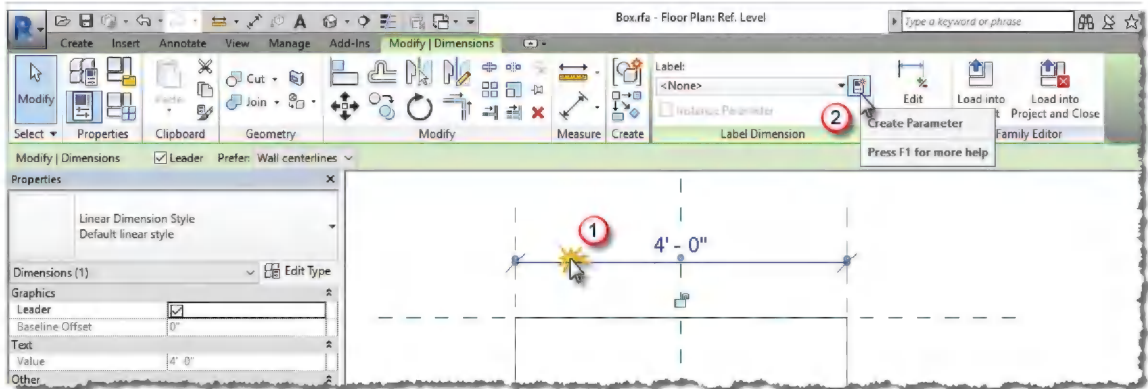 Box.rfa - Floor Plan: Ref. Level
Type a keyword or phrase
Create Insert Annotate View Manage Add-Ins Modify | Dimensions
Modify
Paste
Cut
Join
Label:
<None>
Instance Parameter
Edit
Load into
Load into
Project and Close
Select Properties Clipboard Geometry Modify Measure Create Label Dimension Family Editor
2
Create Parameter
Press F1 for more help
Modify | Dimensions Leader Prefer: Wall centerlines
Properties
Linear Dimension Style
Default linear style
Dimensions (1) Edit Type
Graphics
Leader
Baseline Offset 0"
Text
Value 4' 0"
Other
1
4' - 0"